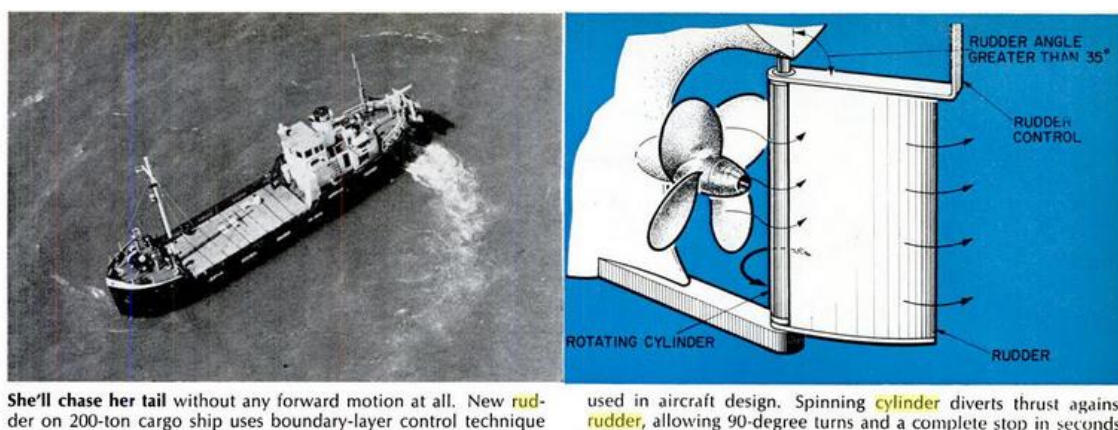 RUDDER ANGLE
GREATER THAN 35°
RUDDER
CONTROL
ROTATING CYLINDER
RUDDER
She'll chase her tail without any forward motion at all. New rud-
der on 200-ton cargo ship uses boundary-layer control technique
used in aircraft design. Spinning cylinder diverts thrust agains
rudder, allowing 90-degree turns and a complete stop in second